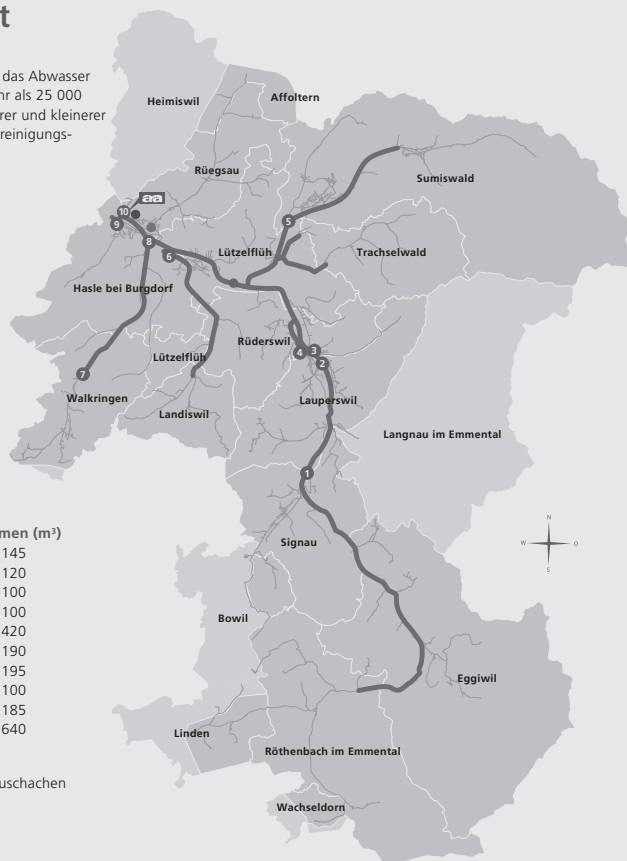 t
das Abwasser
hr als 25 000
rer und kleinerer
reinigungs-
Heimiswil
Affoltern
Rüegsau
Sumiswald
ara
10
9
8
5
6
Lützelflüh
Trachselwald
Hasle bei Burgdorf
Rüderswil
4
3
2
Lützelflüh
7
Walkringen
Landiswil
Lauperswil
Langnau im Emmental
1
Signau
N
W
O
S
Bowil
Eggiwil
Linden
Röthenbach im Emmental
Wachseldorn
men (m³)
145
120
100
100
420
190
195
100
185
640
uschachen